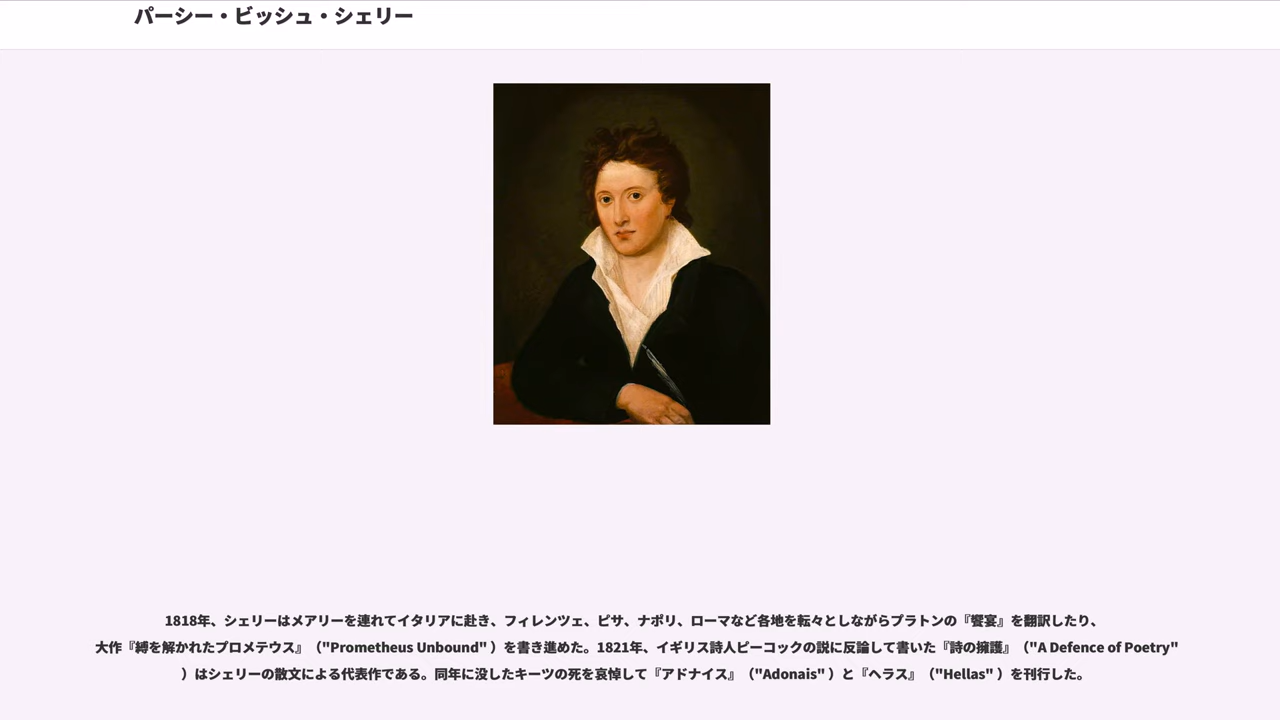 パーシー・ビッシュ・シェリー
1818年、シェリーはメアリーを連れてイタリアに赴き、フィレンツェ、ピサ、ナポリ、ローマなど各地を転々としながらプラトンの『饗宴』を翻訳したり、
大作『縛を解かれたプロメテウス』（"Prometheus Unbound" ）を書き進めた。1821年、イギリス詩人ピーコックの説に反論して書いた『詩の擁護』（"A Defence of Poetry"
）はシェリーの散文による代表作である。同年に没したキーツの死を哀悼して『アドナイス』（"Adonais" ）と『ヘラス』（"Hellas" ）を刊行した。